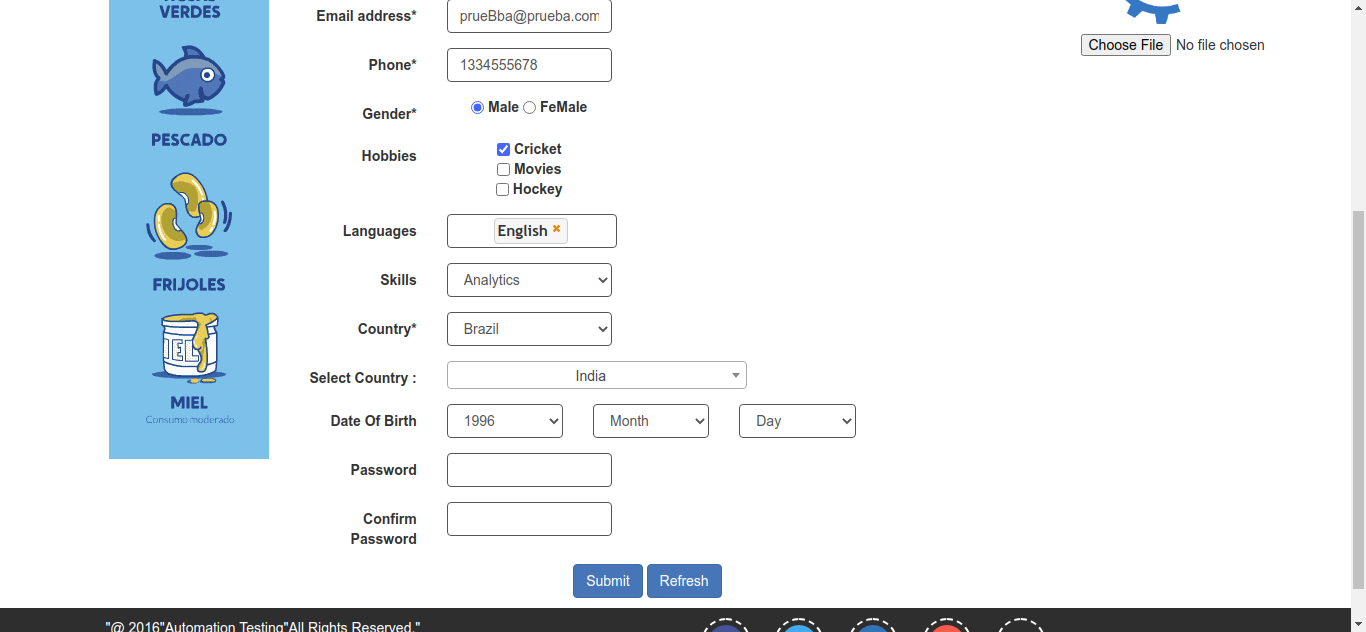 VERDES
PESCADO
FRIJOLES
MIEL
Consumo moderado
Email address* prueBba@prueba.com
Phone* 1334555678
Gender* Male FeMale
Hobbies Cricket
Movies
Hockey
Languages English
Skills Analytics
Country* Brazil
Select Country : India
Date Of Birth 1996 Month Day
Password
Confirm
Password
Submit Refresh
Choose File No file chosen
"@ 2016"Automation Testing"All Rights Reserved."